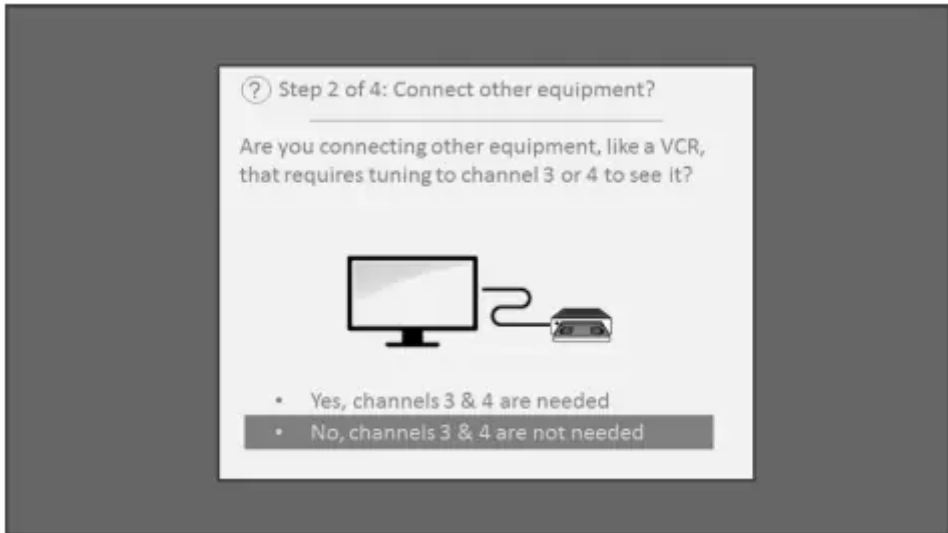 ? Step 2 of 4: Connect other equipment?
Are you connecting other equipment, like a VCR,
that requires tuning to channel 3 or 4 to see it?
• Yes, channels 3 & 4 are needed
• No, channels 3 & 4 are not needed